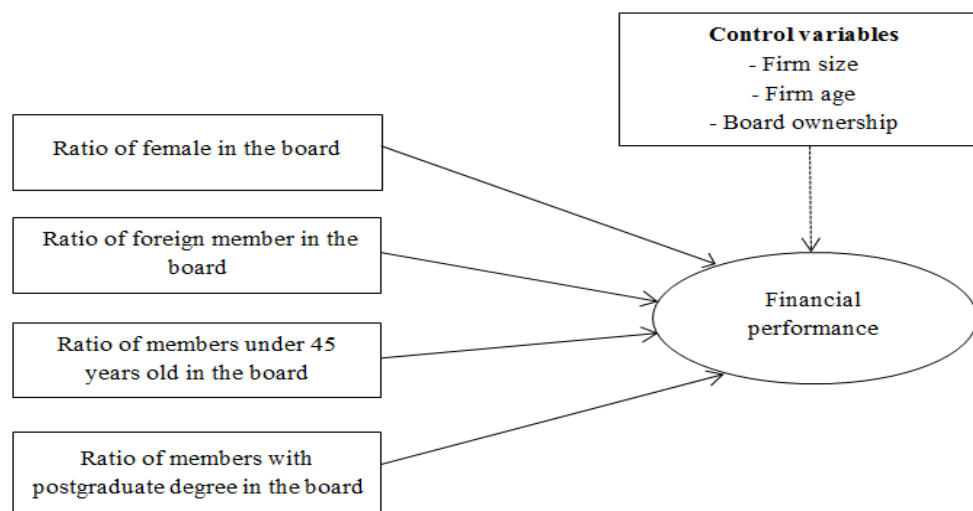 Control variables
- Firm size
- Firm age
- Board ownership
Ratio of female in the board
Ratio of foreign member in the
board
Ratio of members under 45
years old in the board
Ratio of members with
postgraduate degree in the board
Financial
performance